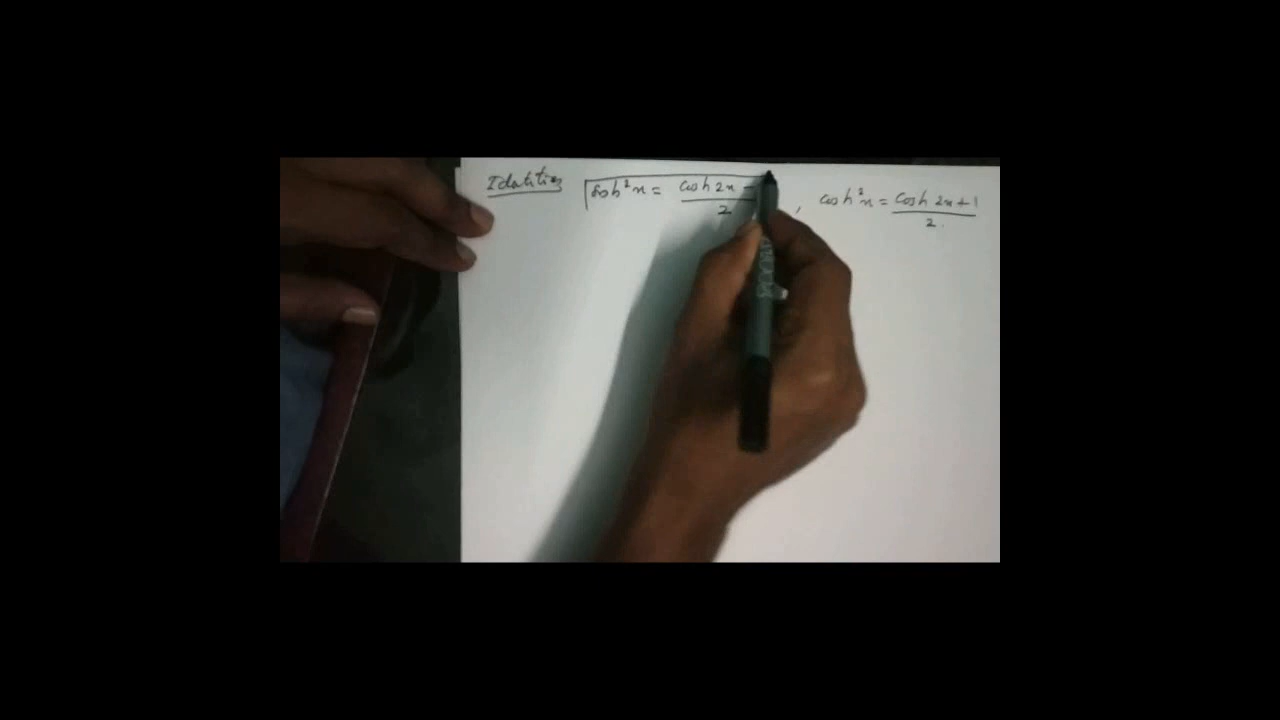 Identities sinh²x = cosh 2x - / 2 , cosh²x = cosh 2x + 1 / 2.